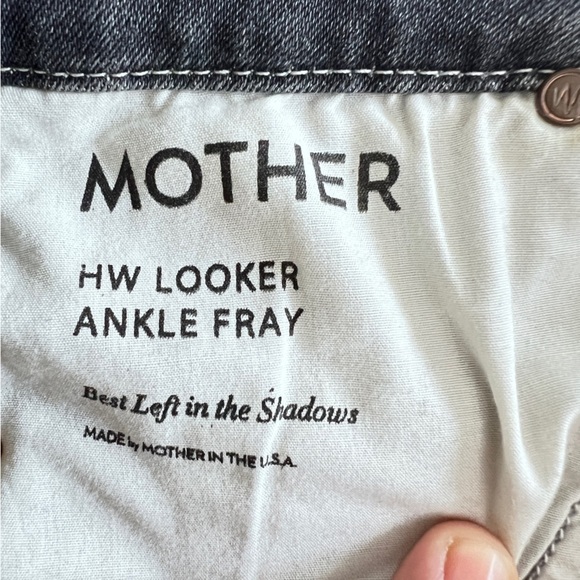 MOTHER
HW LOOKER
ANKLE FRAY
Best Left in the Shadows
MADE by MOTHER IN THE U.S.A.